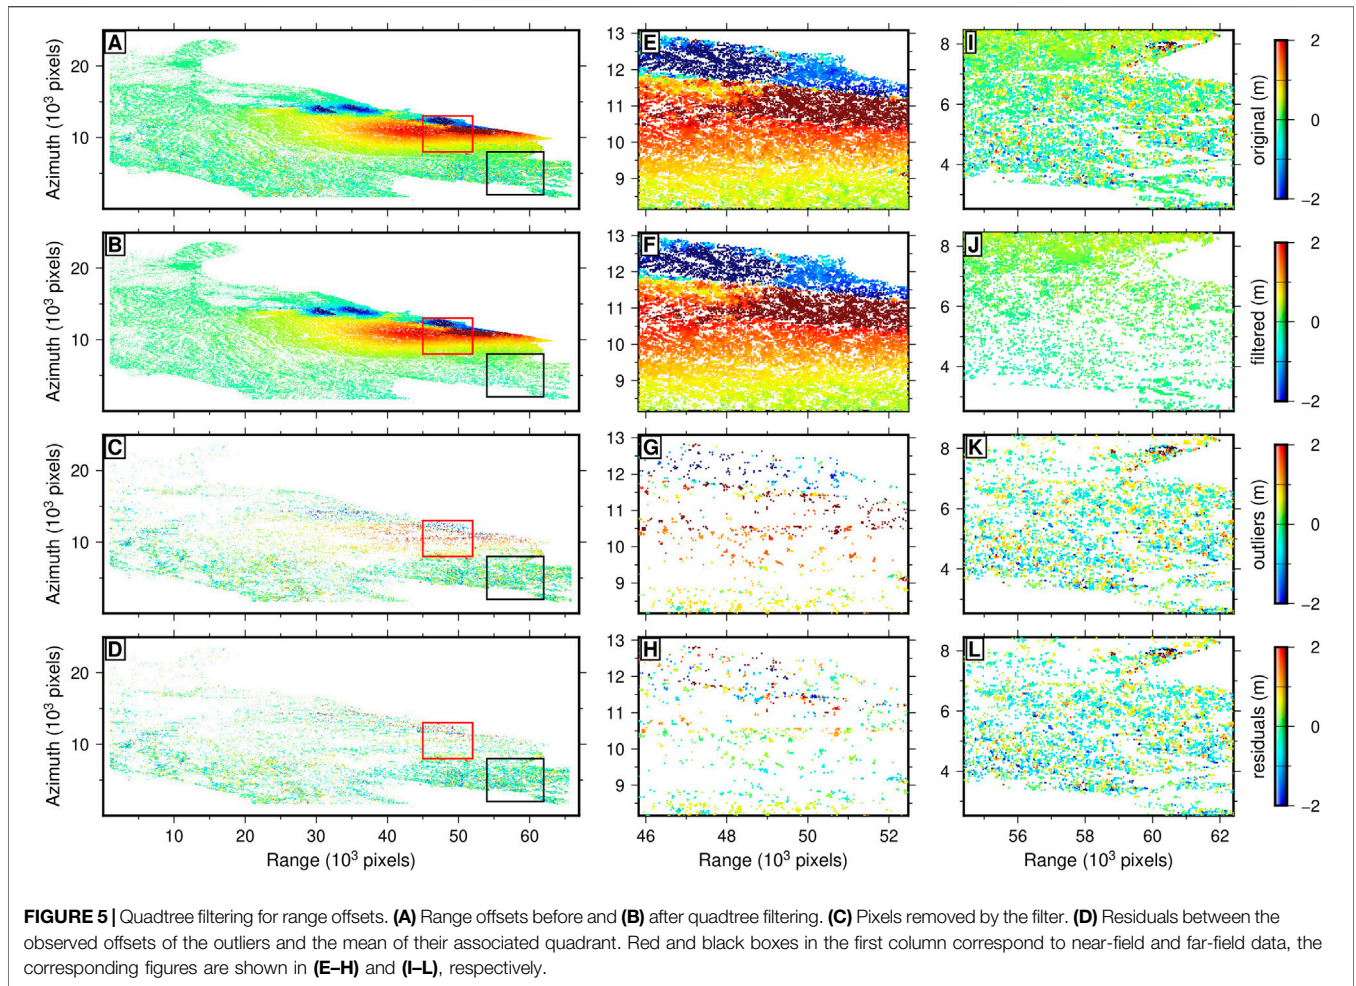 A
E
I
Azimuth (10³ pixels)
20
10
13
12
11
10
9
8
6
4
original (m)
2
0
−2
B
F
J
Azimuth (10³ pixels)
20
10
13
12
11
10
9
8
6
4
filtered (m)
2
0
−2
C
G
K
Azimuth (10³ pixels)
20
10
13
12
11
10
9
8
6
4
outliers (m)
2
0
−2
D
H
L
Azimuth (10³ pixels)
20
10
13
12
11
10
9
8
6
4
residuals (m)
2
0
−2
10 20 30 40 50 60
46 48 50 52
56 58 60 62
Range (10³ pixels)
Range (10³ pixels)
Range (10³ pixels)
FIGURE 5 | Quadtree filtering for range offsets. (A) Range offsets before and (B) after quadtree filtering. (C) Pixels removed by the filter. (D) Residuals between the
observed offsets of the outliers and the mean of their associated quadrant. Red and black boxes in the first column correspond to near-field and far-field data, the
corresponding figures are shown in (E–H) and (I–L), respectively.